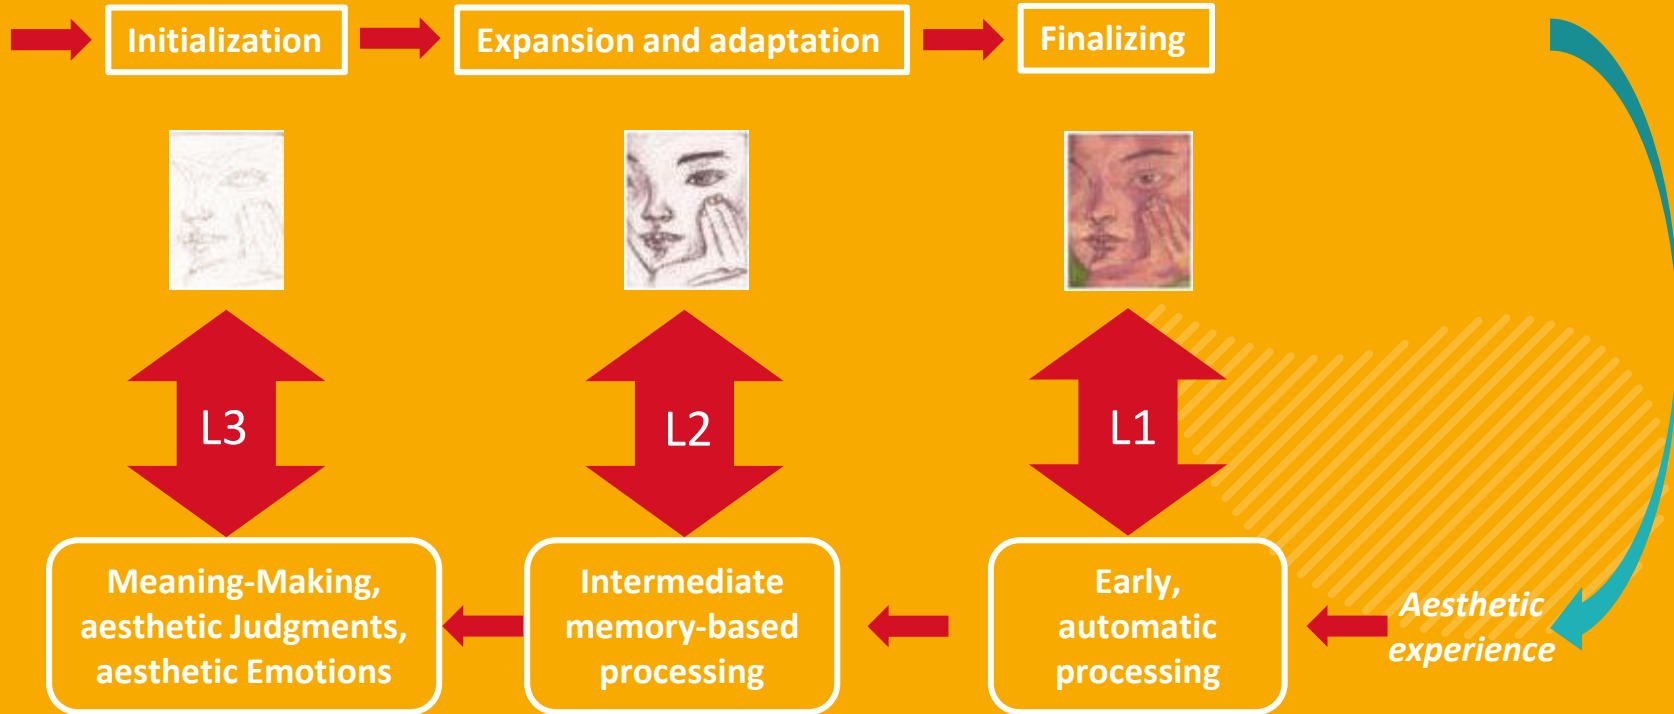 Initialization
Expansion and adaptation
Finalizing
L3
L2
L1
Meaning-Making,
aesthetic Judgments,
aesthetic Emotions
Intermediate
memory-based
processing
Early,
automatic
processing
Aesthetic
experience